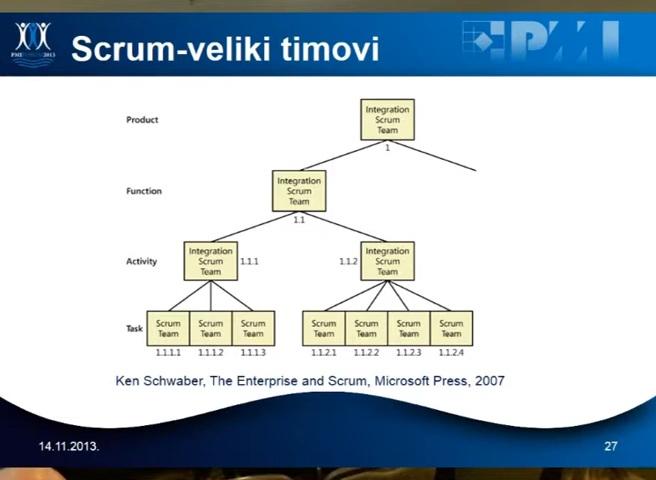 Scrum-veliki timovi
PMI
PMI FORUM 2013
Product
Integration
Scrum
Team
1
Function
Integration
Scrum
Team
1.1
Activity
Integration
Scrum
Team
1.1.1
1.1.2
Integration
Scrum
Team
Task
Scrum
Team
Scrum
Team
Scrum
Team
Scrum
Team
Scrum
Team
Scrum
Team
Scrum
Team
1.1.1.1
1.1.1.2
1.1.1.3
1.1.2.1
1.1.2.2
1.1.2.3
1.1.2.4
Ken Schwaber, The Enterprise and Scrum, Microsoft Press, 2007
14.11.2013.
27